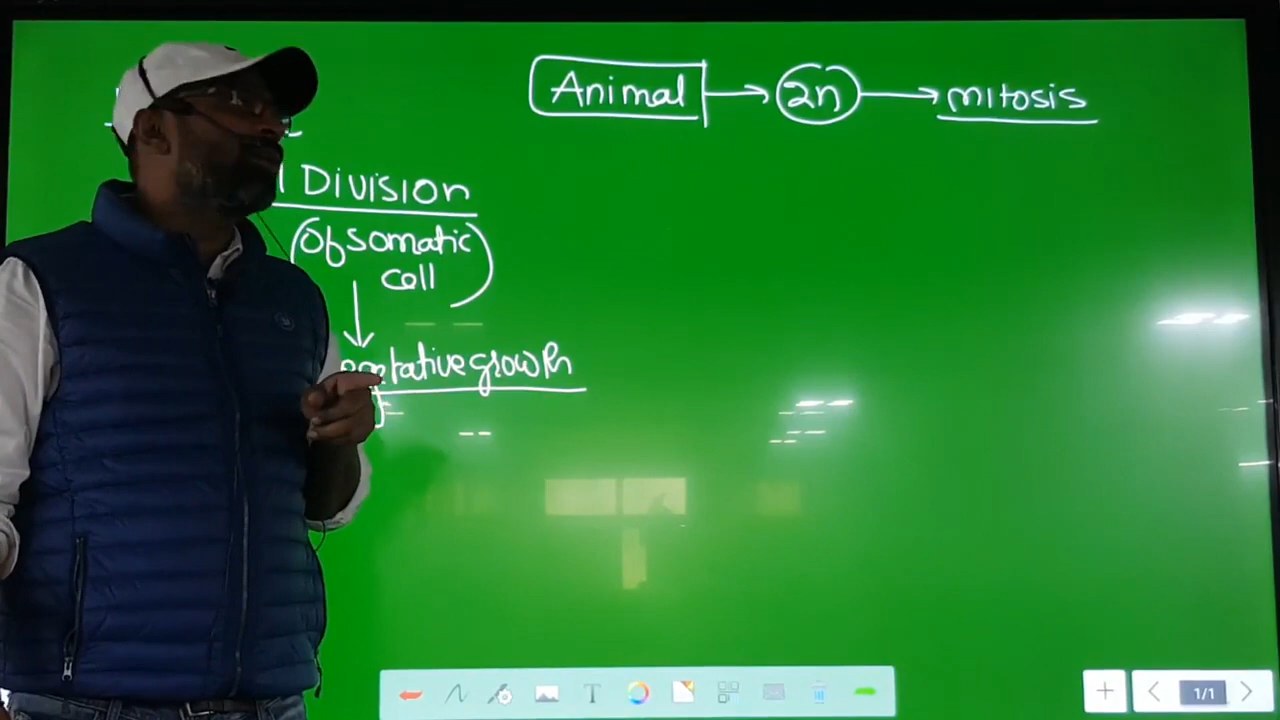 Animal → 2n → mitosis
DIVISION
(Of somatic
cell)
growth
1/1